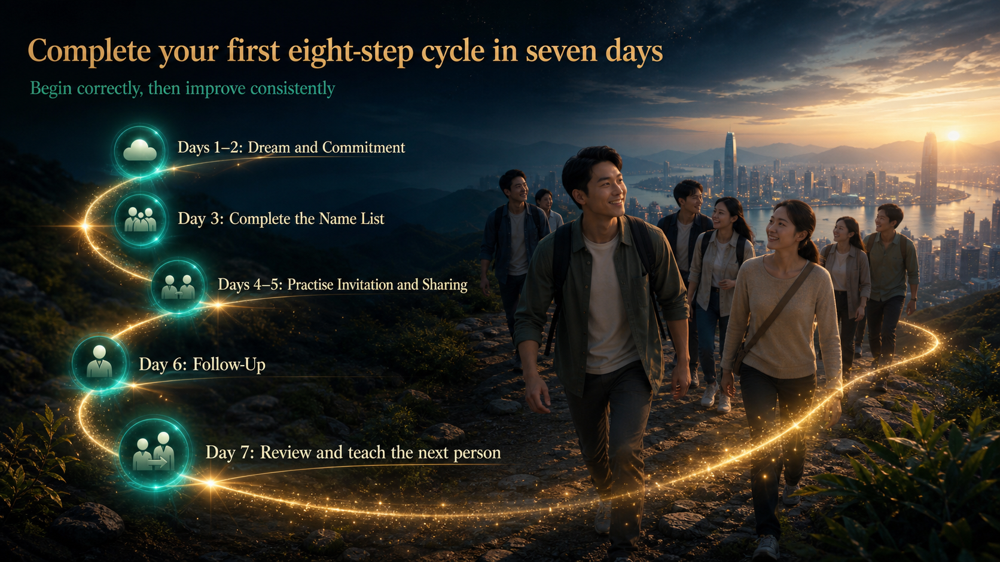 Complete your first eight-step cycle in seven days
Begin correctly, then improve consistently
Days 1–2: Dream and Commitment
Day 3: Complete the Name List
Days 4–5: Practise Invitation and Sharing
Day 6: Follow-Up
Day 7: Review and teach the next person